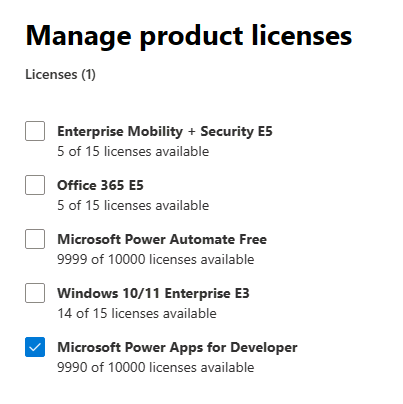 Manage product licenses
Licenses (1)
Enterprise Mobility + Security E5
5 of 15 licenses available
Office 365 E5
5 of 15 licenses available
Microsoft Power Automate Free
9999 of 10000 licenses available
Windows 10/11 Enterprise E3
14 of 15 licenses available
Microsoft Power Apps for Developer
9990 of 10000 licenses available